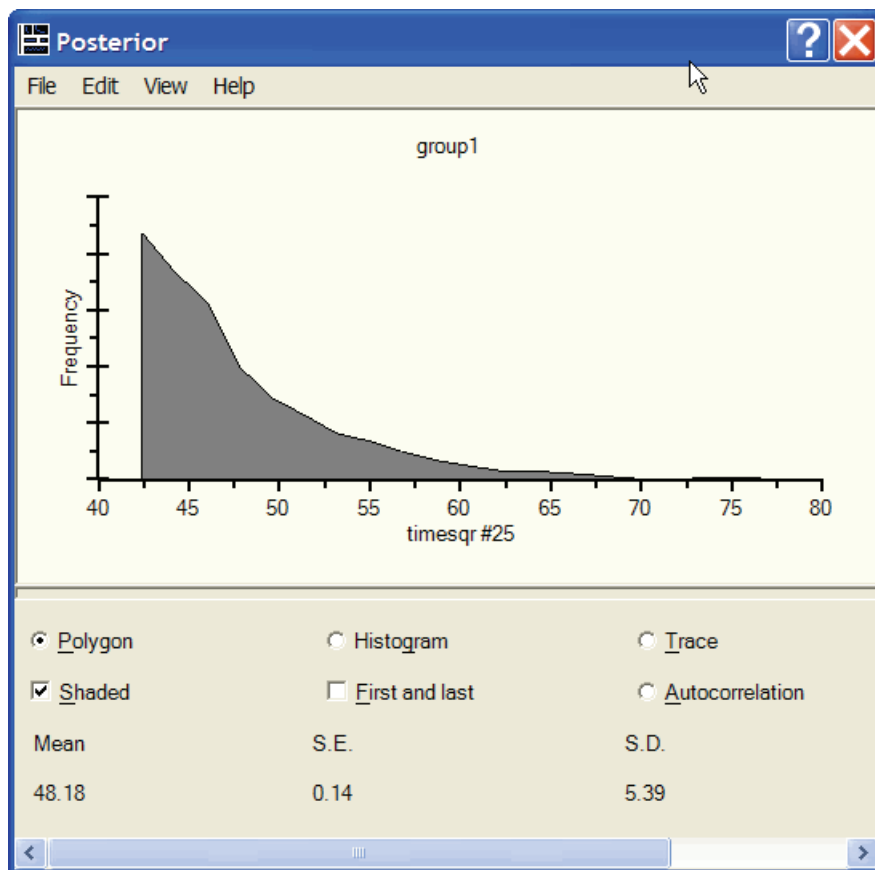 Posterior
File Edit View Help
group1
Frequency
40 45 50 55 60 65 70 75 80
timesqr #25
Polygon Histogram Trace
Shaded First and last Autocorrelation
Mean S.E. S.D.
48.18 0.14 5.39